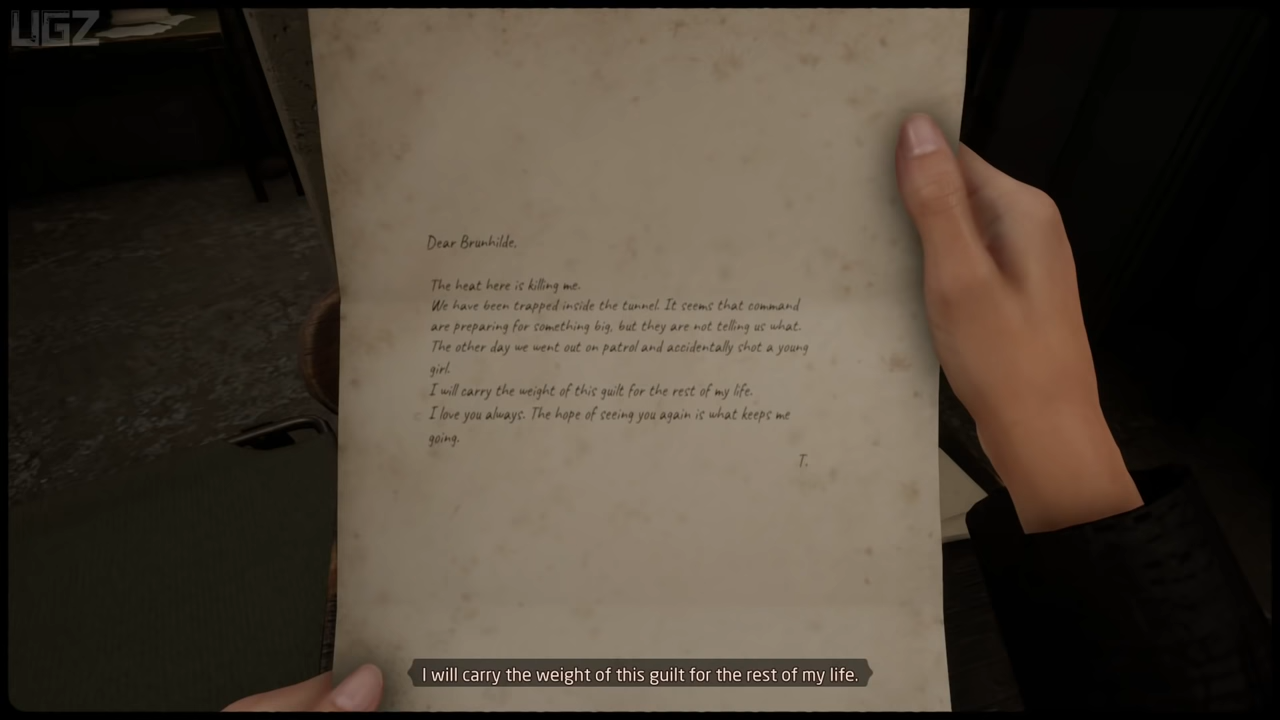 UGZ
Dear Brunhilde,
The heat here is killing me.
We have been trapped inside the tunnel. It seems that command
are preparing for something big, but they are not telling us what.
The other day we went out on patrol and accidentally shot a young
girl.
I will carry the weight of this guilt for the rest of my life.
I love you always. The hope of seeing you again is what keeps me
going.
T.
I will carry the weight of this guilt for the rest of my life.